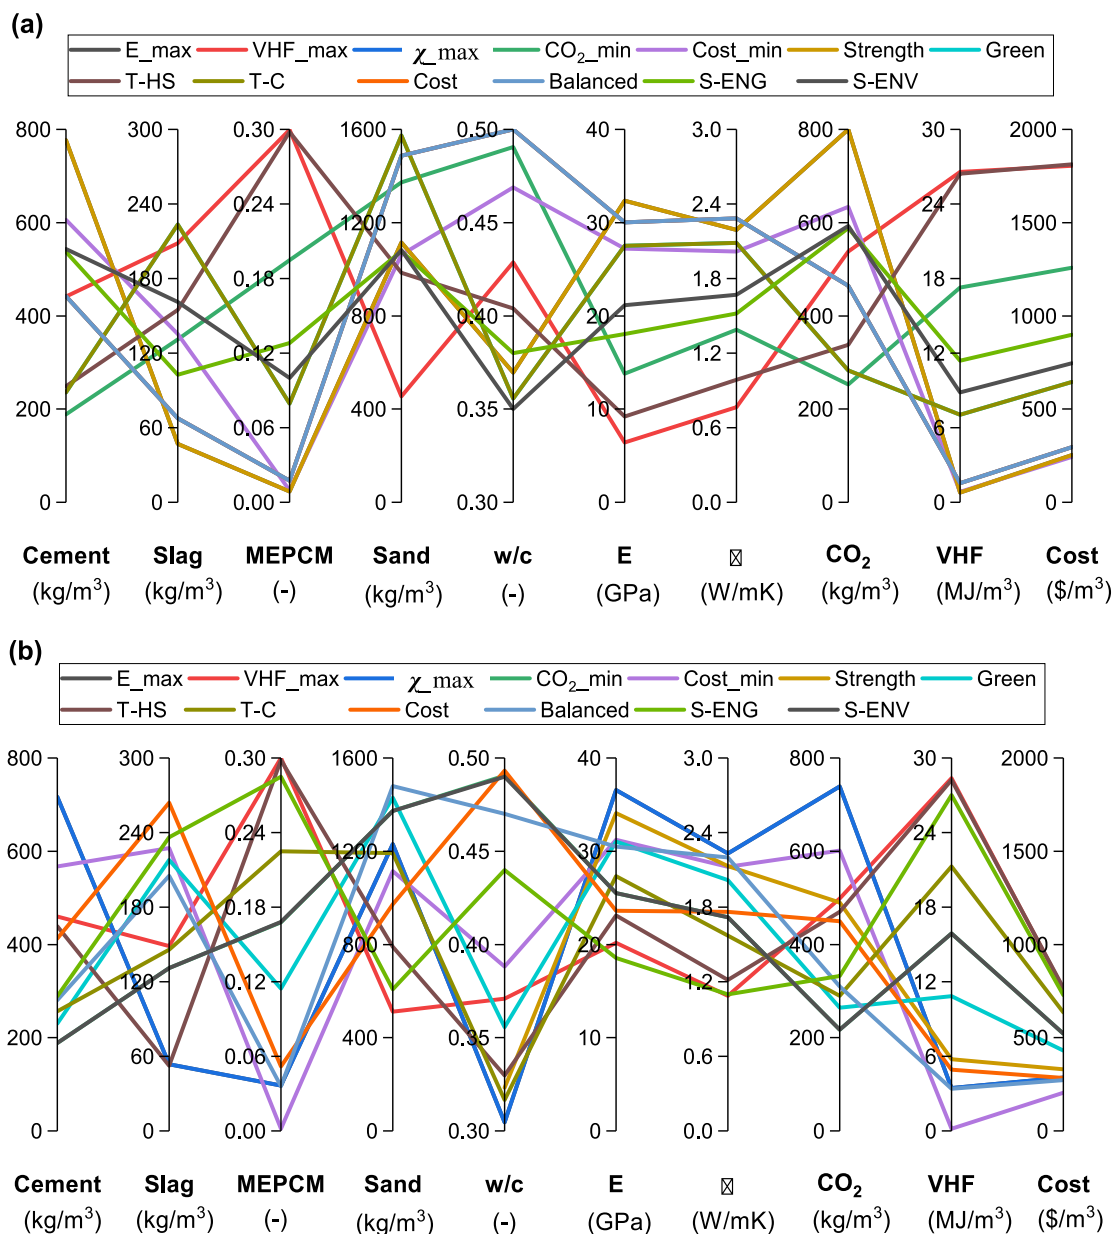 (a)
E_max VHF_max χ_max CO₂_min Cost_min Strength Green
T-HS T-C Cost Balanced S-ENG S-ENV
800 300 0.30 1600 0.50 40 3.0 800 30 2000
240 0.24 2.4 24
600 1200 0.45 30 600 1500
180 0.18 1.8 18
400 800 0.40 20 400 1000
120 0.12 1.2 12
200 400 0.35 10 200 500
60 0.06 0.6 6
0 0 0.00 0 0.30 0 0.0 0 0 0
Cement Slag MEPCM Sand w/c E CO₂ VHF Cost
(kg/m³) (kg/m³) (-) (kg/m³) (-) (GPa) (W/mK) (kg/m³) (MJ/m³) ($/m³)
(b)
E_max VHF_max χ_max CO₂_min Cost_min Strength Green
T-HS T-C Cost Balanced S-ENG S-ENV
800 300 0.30 1600 0.50 40 3.0 800 30 2000
240 0.24 2.4 24
600 1200 0.45 30 600 1500
180 0.18 1.8 18
400 800 0.40 20 400 1000
120 0.12 1.2 12
200 400 0.35 10 200 500
60 0.06 0.6 6
0 0 0.00 0 0.30 0 0.0 0 0 0
Cement Slag MEPCM Sand w/c E CO₂ VHF Cost
(kg/m³) (kg/m³) (-) (kg/m³) (-) (GPa) (W/mK) (kg/m³) (MJ/m³) ($/m³)